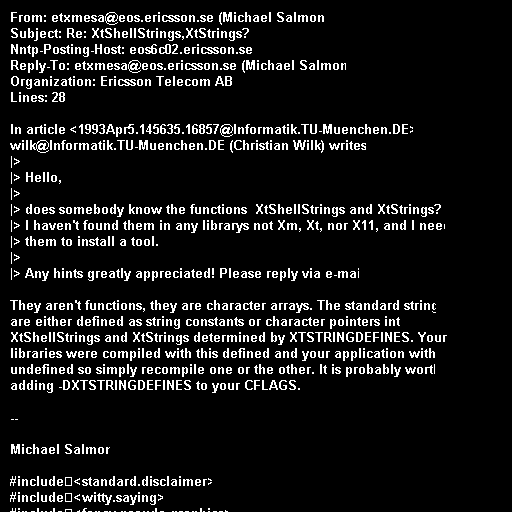 From: etxmesa@eos.ericsson.se (Michael Salmon
Subject: Re: XtShellStrings,XtStrings?
Nntp-Posting-Host: eos6c02.ericsson.se
Reply-To: etxmesa@eos.ericsson.se (Michael Salmon
Organization: Ericsson Telecom AB
Lines: 28
In article <1993Apr5.145635.16857@Informatik.TU-Muenchen.DE>
wilk@Informatik.TU-Muenchen.DE (Christian Wilk) writes
|>
|> Hello,
|>
|> does somebody know the functions  XtShellStrings and XtStrings?
|> I haven't found them in any librarys not Xm, Xt, nor X11, and I need
|> them to install a tool.
|>
|> Any hints greatly appreciated! Please reply via e-mai
They aren't functions, they are character arrays. The standard string
are either defined as string constants or character pointers int
XtShellStrings and XtStrings determined by XTSTRINGDEFINES. Your
libraries were compiled with this defined and your application with
undefined so simply recompile one or the other. It is probably wortl
adding -DXTSTRINGDEFINES to your CFLAGS.
--
Michael Salmor
#include <standard.disclaimer>
#include <witty.saying>